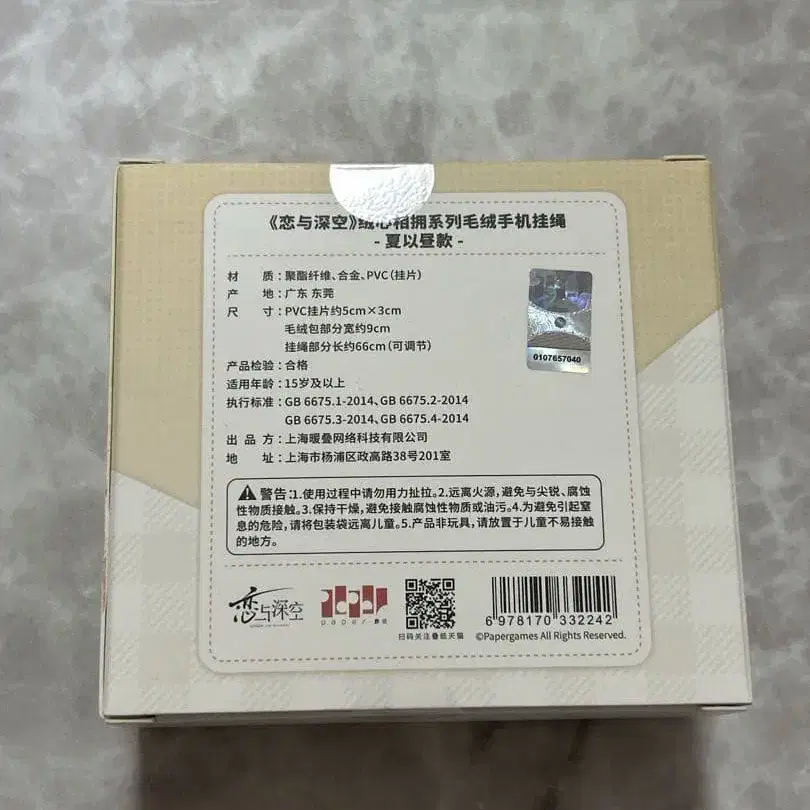 《恋与深空》绒心相拥系列毛绒手机挂绳
- 夏以昼款 -
材 质：聚酯纤维、合金、PVC（挂片）
产 地：广东 东莞
尺 寸：PVC挂片约5cm×3cm
毛绒包部分宽约9cm
挂绳部分长约66cm（可调节）
产品检验：合格
适用年龄：15岁及以上
执行标准：GB 6675.1-2014、GB 6675.2-2014
GB 6675.3-2014、GB 6675.4-2014
出 品 方：上海暖叠网络科技有限公司
地 址：上海市杨浦区政高路38号201室
0107657040
警告：1.使用过程中请勿用力扯拉。2.远离火源，避免与尖锐、腐蚀
性物质接触。3.保持干燥，避免接触腐蚀性物质或油污。4.为避免引起窒
息的危险，请将包装袋远离儿童。5.产品非玩具，请放置于儿童不易接触
的地方。
恋与深空
paper
扫码关注叠纸天猫
6 978170 332242
©Papergames All Rights Reserved.